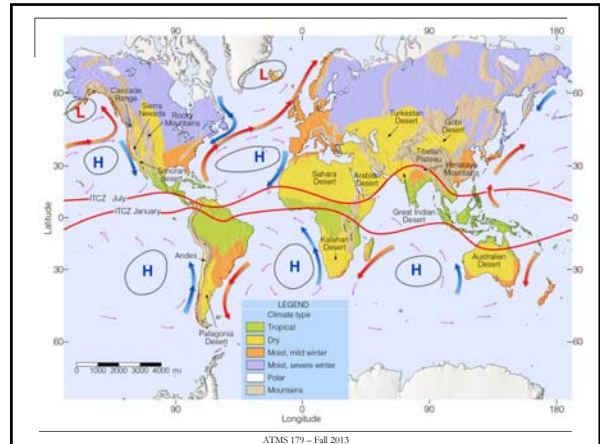 90
0
90
180
L
L
Cascade
Range
Sierra
Nevada
Rocky
Mountains
Turkestan
Desert
Gobi
Desert
Tibetan
Plateau
Himalaya
Mountains
60
60
H
H
30
30
Sonoran
Desert
Sahara
Desert
Arabian
Desert
ITCZ July
ITCZ January
Great Indian
Desert
Latitude
0
0
Andes
Kalahari
Desert
Australian
Desert
H
H
H
30
30
Patagonia
Desert
LEGEND
Climate type
Tropical
Dry
Moist, mild winter
Moist, severe winter
Polar
Mountains
60
60
0 1000 2000 3000 4000 mi
90
0
90
180
Longitude
ATMS 179 – Fall 2013